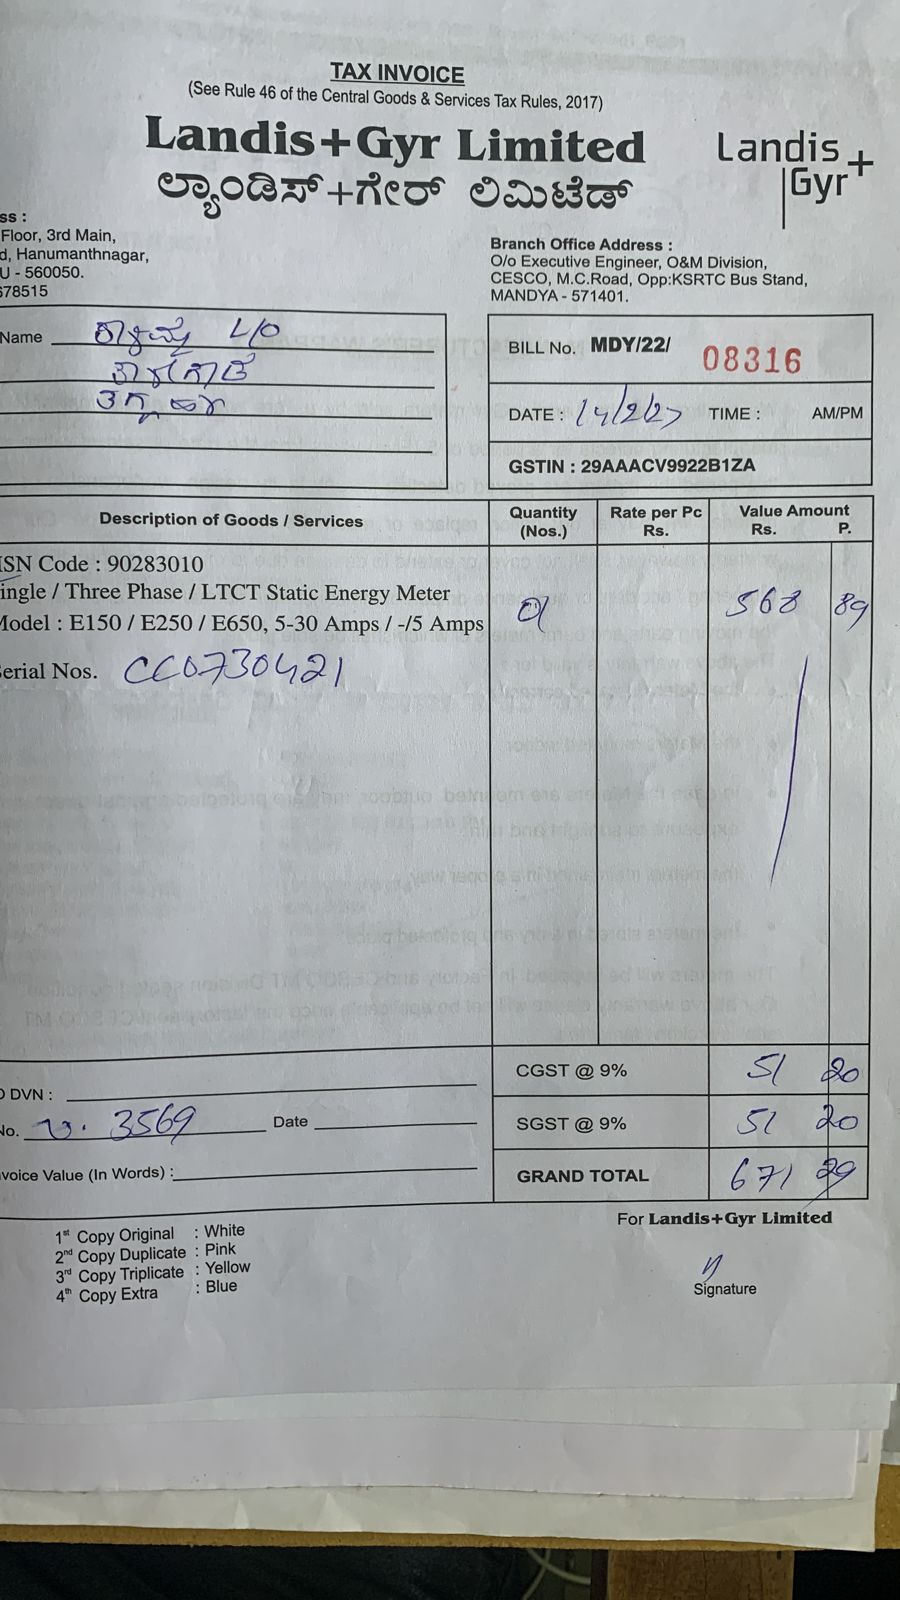 TAX INVOICE
(See Rule 46 of the Central Goods & Services Tax Rules, 2017)
Landis+Gyr Limited
ಲ್ಯಾಂಡಿಸ್+ಗೇರ್ ಲಿಮಿಟೆಡ್
Landis
Gyr+
ss :
Floor, 3rd Main,
d, Hanumanthnagar,
U - 560050.
678515
Branch Office Address :
O/o Executive Engineer, O&M Division,
CESCO, M.C.Road, Opp:KSRTC Bus Stand,
MANDYA - 571401.
Name
BILL No. MDY/22/ 08316
DATE : 14/2/27 TIME : AM/PM
GSTIN : 29AAACV9922B1ZA
Description of Goods / Services Quantity (Nos.) Rate per Pc Rs. Value Amount Rs. P.
SN Code : 90283010
ingle / Three Phase / LTCT Static Energy Meter
Model : E150 / E250 / E650, 5-30 Amps / -/5 Amps 01 568 89
erial Nos. CC0730421
CGST @ 9% 51 20
DVN :
SGST @ 9% 51 20
No. 3569 Date
voice Value (In Words) :
GRAND TOTAL 671 29
For Landis+Gyr Limited
1st Copy Original : White
2nd Copy Duplicate : Pink
3rd Copy Triplicate : Yellow
4th Copy Extra : Blue
Signature